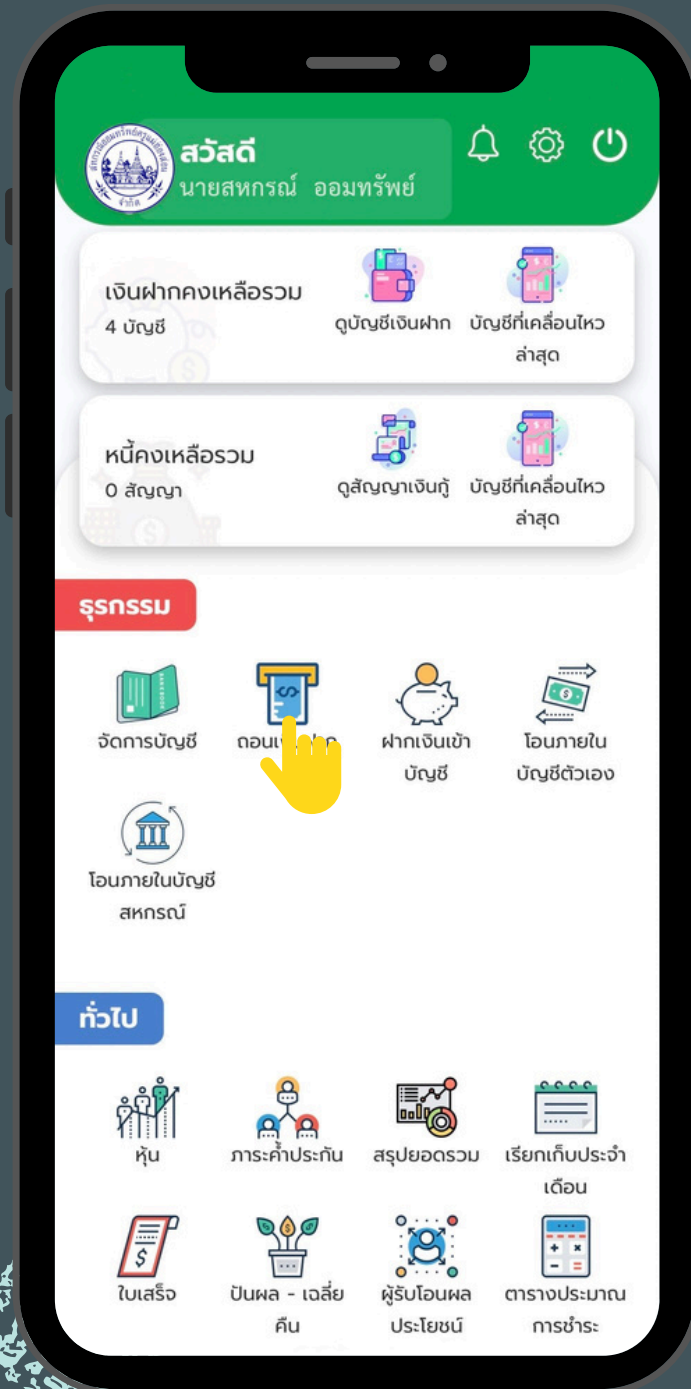 สวัสดี
นายสหกรณ์ ออมทรัพย์
จำกัด
เงินฝากคงเหลือรวม
4 บัญชี
ดูบัญชีเงินฝาก
บัญชีที่เคลื่อนไหว
ล่าสุด
หนี้คงเหลือรวม
0 สัญญา
ดูสัญญาเงินกู้
บัญชีที่เคลื่อนไหว
ล่าสุด
ธุรกรรม
จัดการบัญชี
ฝากเงินเข้า
บัญชี
โอนภายใน
บัญชีตัวเอง
โอนภายในบัญชี
สหกรณ์
ทั่วไป
หุ้น
ภาระค้ำประกัน
สรุปยอดรวม
เรียกเก็บประจำ
เดือน
ใบเสร็จ
ปันผล - เฉลี่ย
คืน
ผู้รับโอนผล
ประโยชน์
ตารางประมาณ
การชำระ